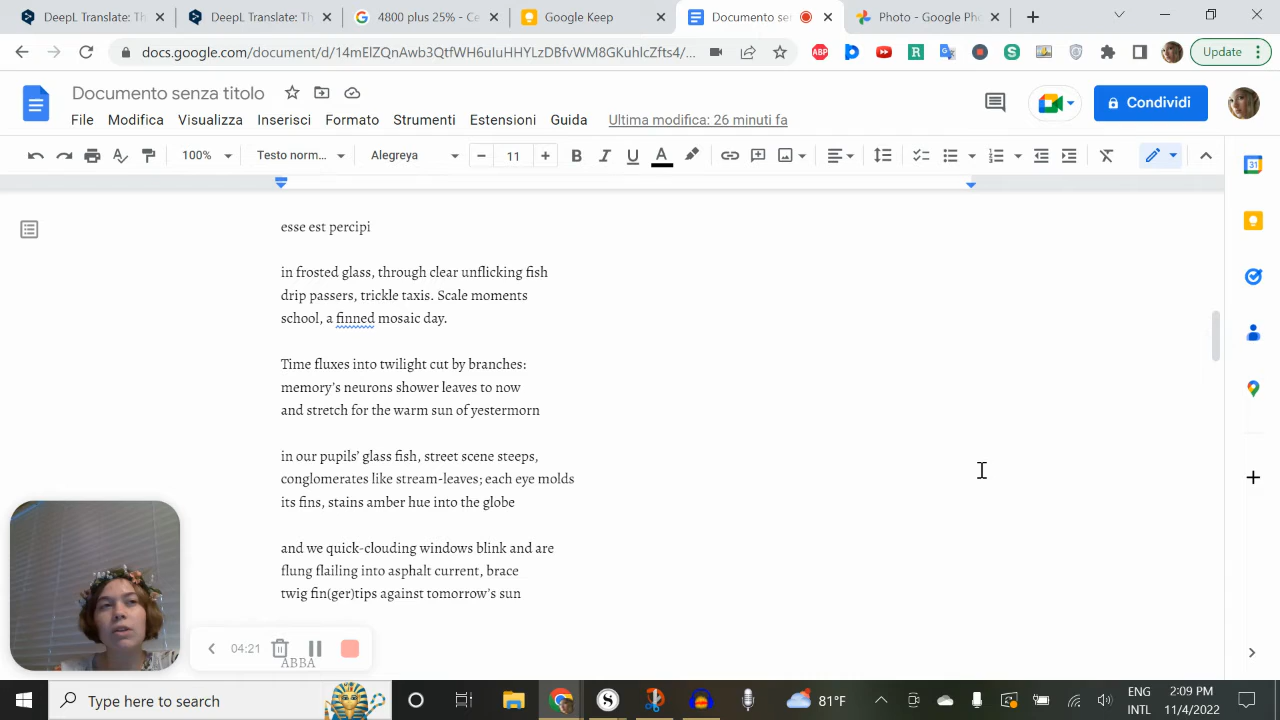 DeepL Translate: Th
DeepL Translate: Th
4800 plus 25% - Ce
Google Keep
Documento sen
Photo - Google Ph
docs.google.com/document/d/14mEIZQnAwb3QtfWH6uIuHHYLzDBfvWM8GKuhIcZfts4/...
ABP
R
S
Update
Documento senza titolo
Condividi
File Modifica Visualizza Inserisci Formato Strumenti Estensioni Guida Ultima modifica: 26 minuti fa
100% Testo norm... Alegreya 11 B I U A
31
esse est percipi
in frosted glass, through clear unflicking fish
drip passers, trickle taxis. Scale moments
school, a finned mosaic day.
Time fluxes into twilight cut by branches:
memory's neurons shower leaves to now
and stretch for the warm sun of yestermorn
in our pupils' glass fish, street scene steeps,
conglomerates like stream-leaves; each eye molds
its fins, stains amber hue into the globe
and we quick-clouding windows blink and are
flung flailing into asphalt current, brace
twig fin(ger)tips against tomorrow's sun
04:21
ABBA
Type here to search
S
81°F
ENG
INTL
2:09 PM
11/4/2022